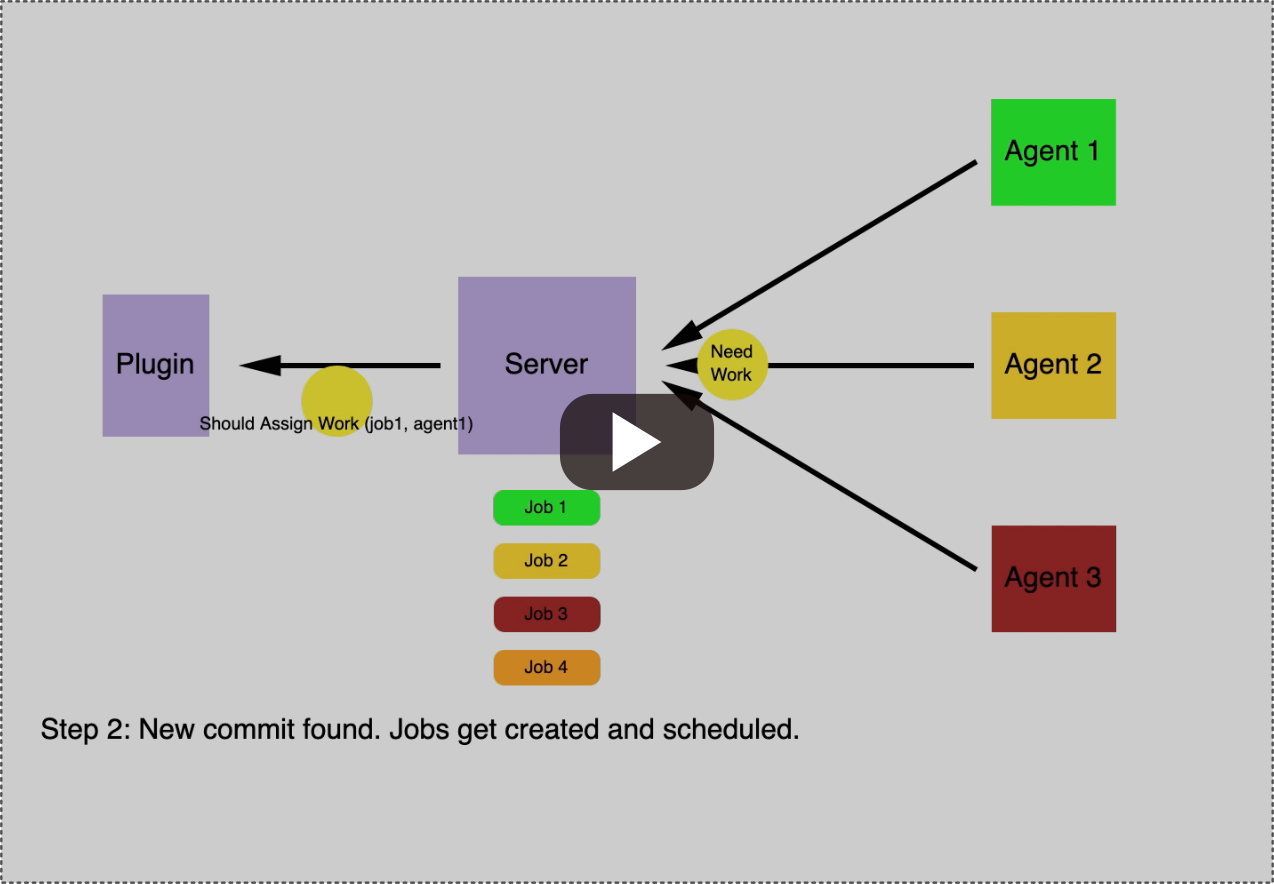 Agent 1
Need
Work
Plugin
Server
Agent 2
Should Assign Work (job1, agent1)
Job 1
Job 2
Agent 3
Job 3
Job 4
Step 2: New commit found. Jobs get created and scheduled.